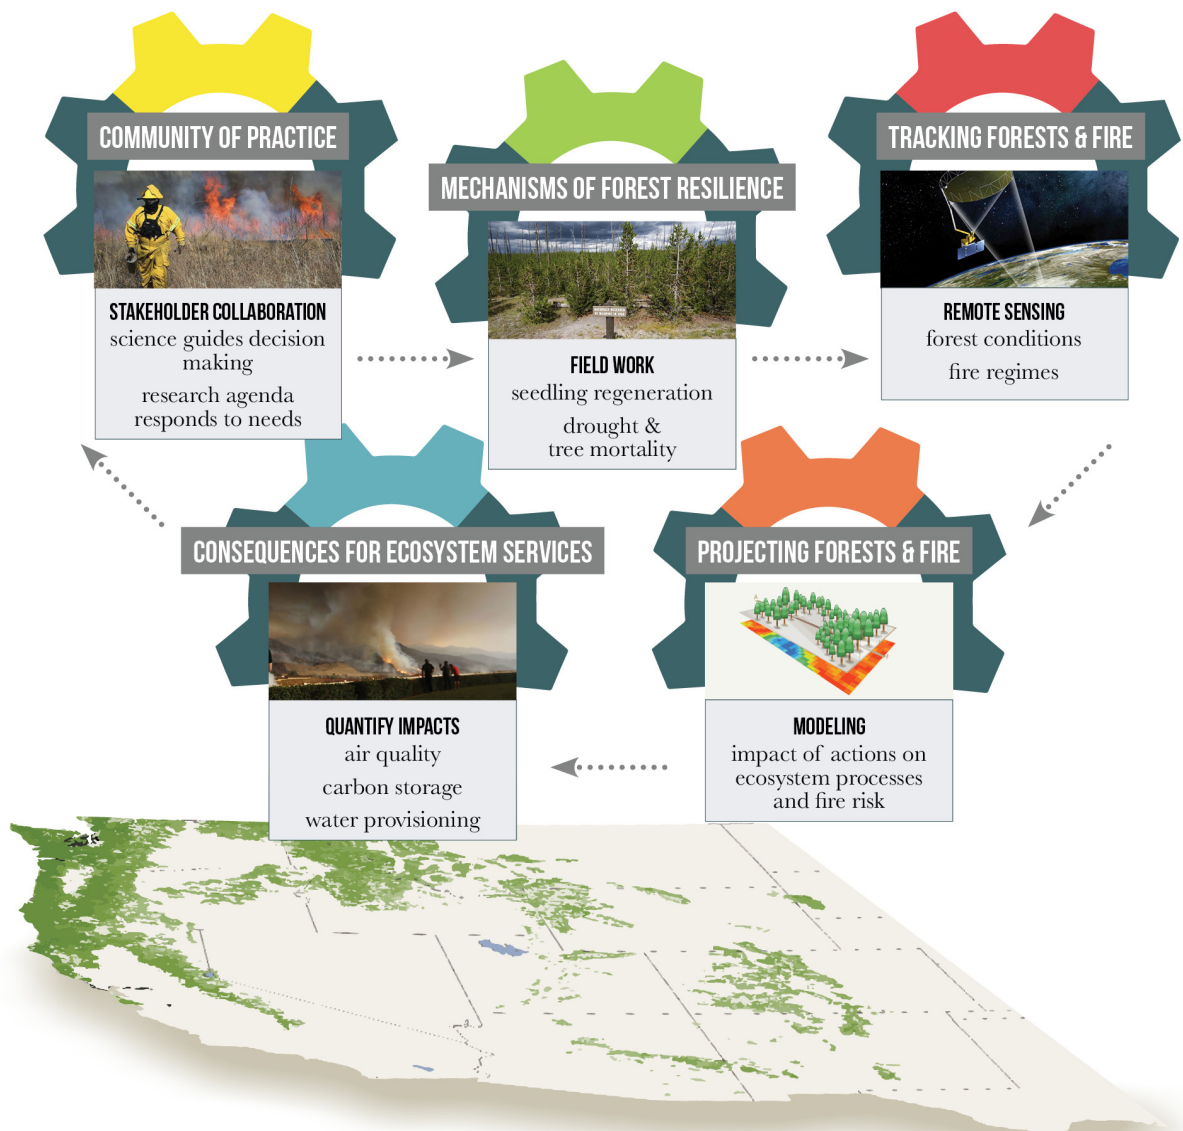 COMMUNITY OF PRACTICE
STAKEHOLDER COLLABORATION
science guides decision
making
research agenda
responds to needs
MECHANISMS OF FOREST RESILIENCE
FIELD WORK
seedling regeneration
drought &
tree mortality
TRACKING FORESTS & FIRE
REMOTE SENSING
forest conditions
fire regimes
CONSEQUENCES FOR ECOSYSTEM SERVICES
QUANTIFY IMPACTS
air quality
carbon storage
water provisioning
PROJECTING FORESTS & FIRE
MODELING
impact of actions on
ecosystem processes
and fire risk